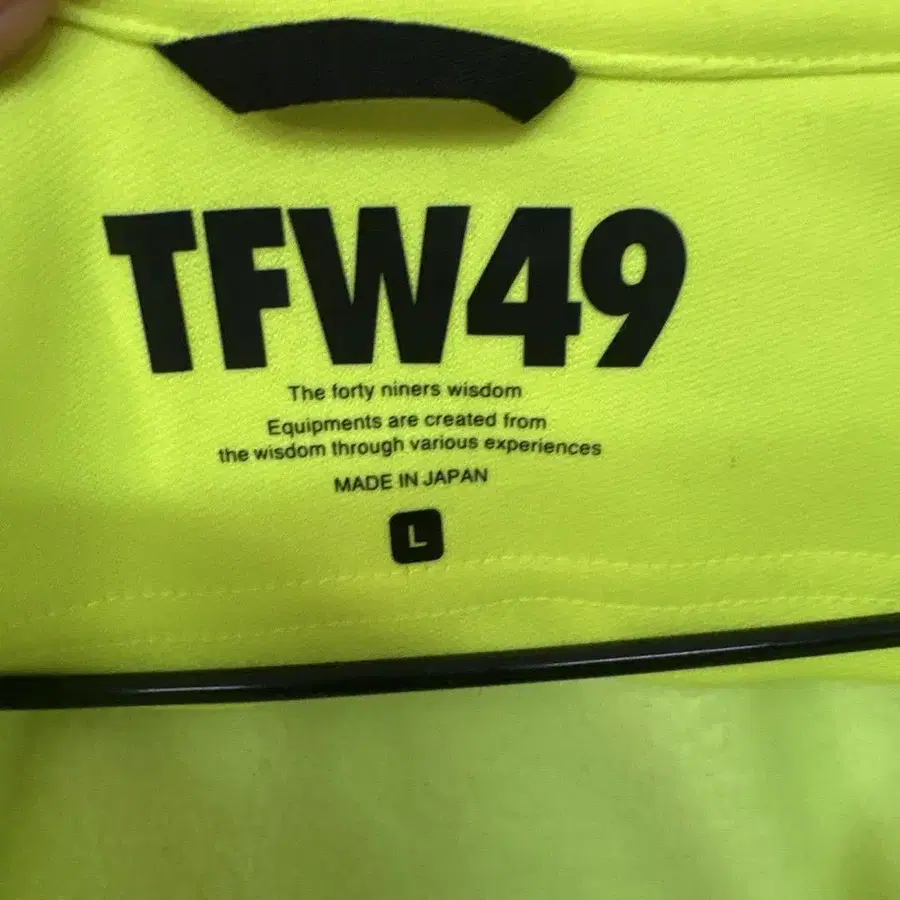 TFW49
The forty niners wisdom
Equipments are created from
the wisdom through various experiences
MADE IN JAPAN
L